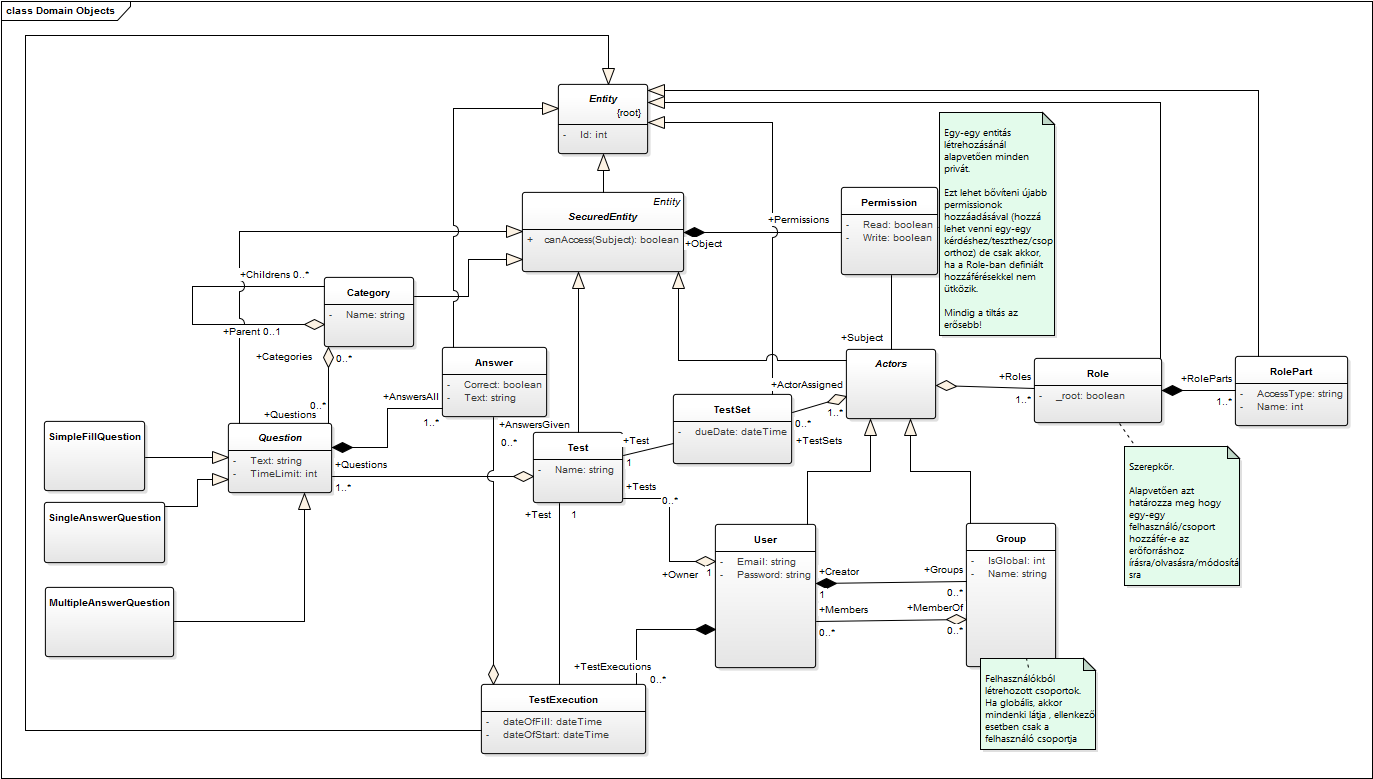 class Domain Objects
Entity
{root}
- Id: int
Entity
SecuredEntity
+ canAccess(Subject): boolean
+Permissions
+Object
Permission
- Read: boolean
- Write: boolean
Egy-egy entitás
létrehozásánál
alapvetően minden
privát.
Ezt lehet bővíteni újabb
permissionok
hozzáadásával (hozzá
lehet venni egy-egy
kérdéshez/teszthez/csop
orthoz) de csak akkor,
ha a Role-ban definiált
hozzáférésekkel nem
ütközik.
Mindig a tiltás az
erősebb!
+Childrens 0..*
Category
- Name: string
+Parent 0..1
+Categories
0..*
+Subject
Answer
- Correct: boolean
- Text: string
+AnswersAll
1..*
Actors
+ActorAssigned
1..*
+Roles
1..*
Role
- _root: boolean
+RoleParts
1..*
RolePart
- AccessType: string
- Name: int
0..*
+Questions
TestSet
- dueDate: dateTime
0..*
+TestSets
SimpleFillQuestion
Question
- Text: string
- TimeLimit: int
+Questions
1..*
+AnswersGiven
0..*
Test
- Name: string
+Test
1
+Tests
0..*
Szerepkör.
Alapvetően azt
határozza meg hogy
egy-egy
felhasználó/csoport
hozzáfér-e az
erőforráshoz
írásra/olvasásra/módosítá
sra
SingleAnswerQuestion
+Test
1
User
- Email: string
- Password: string
+Owner
1
Group
- IsGlobal: int
- Name: string
+Creator
1
+Groups
0..*
+Members
0..*
+MemberOf
0..*
MultipleAnswerQuestion
+TestExecutions
0..*
TestExecution
- dateOfFill: dateTime
- dateOfStart: dateTime
Felhasználókból
létrehozott csoportok.
Ha globális, akkor
mindenki látja , ellenkező
esetben csak a
felhasználó csoportja